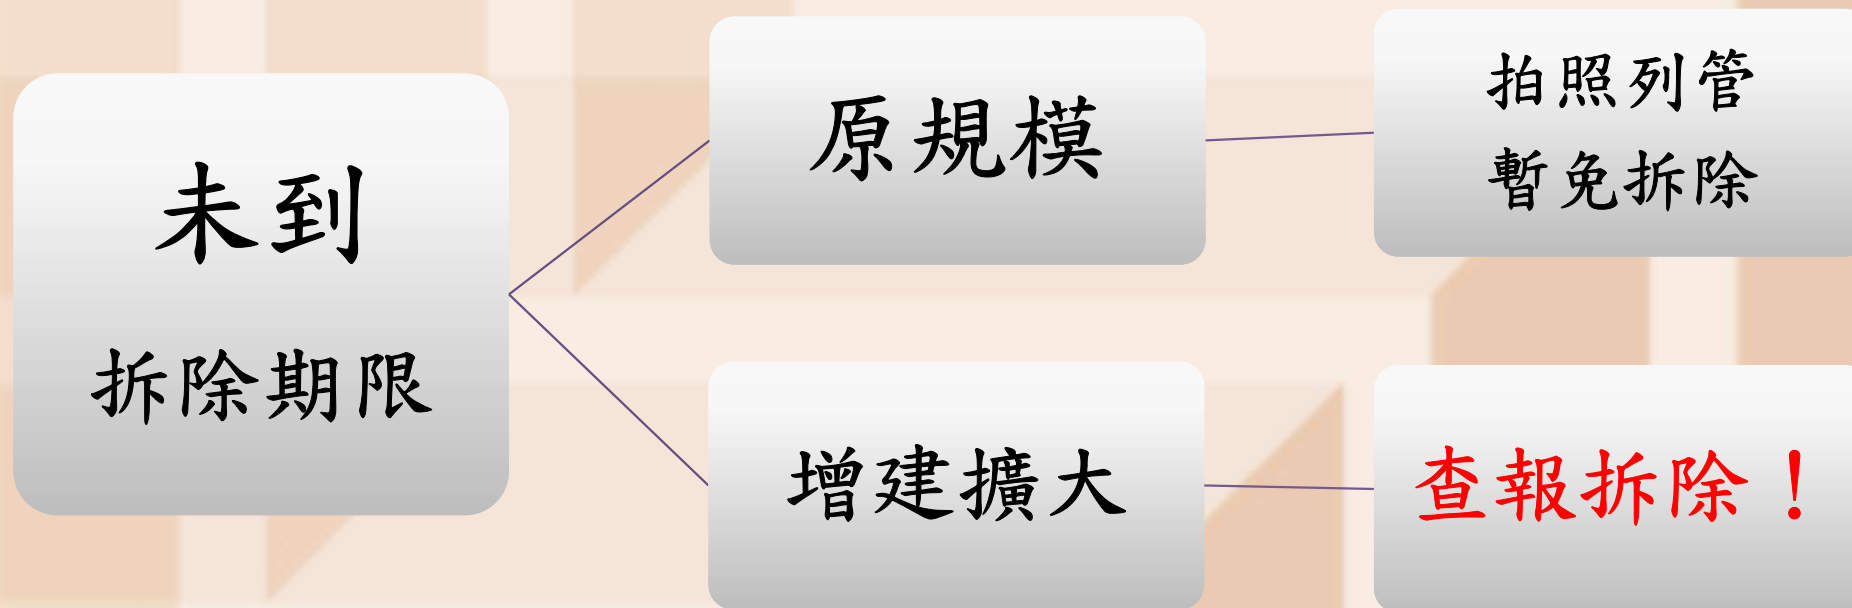 未到
拆除期限
原規模
拍照列管
暫免拆除
增建擴大
查報拆除！